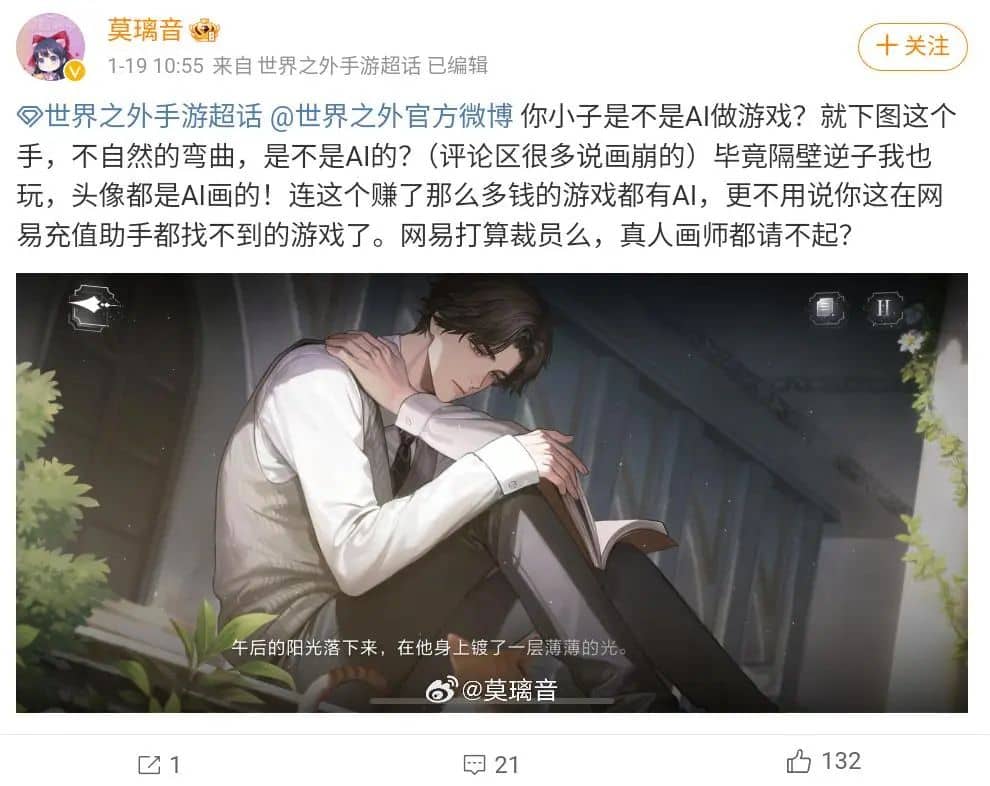 莫璃音
1-19 10:55 来自 世界之外手游超话 已编辑
关注
世界之外手游超话 @世界之外官方微博 你小子是不是AI做游戏？就下图这个
手，不自然的弯曲，是不是AI的？（评论区很多说画崩的）毕竟隔壁逆子我也
玩，头像都是AI画的！连这个赚了那么多钱的游戏都有AI，更不用说你这在网
易充值助手都找不到的游戏了。网易打算裁员么，真人画师都请不起？
午后的阳光落下来，在他身上镀了一层薄薄的光。
@莫璃音
1
21
132